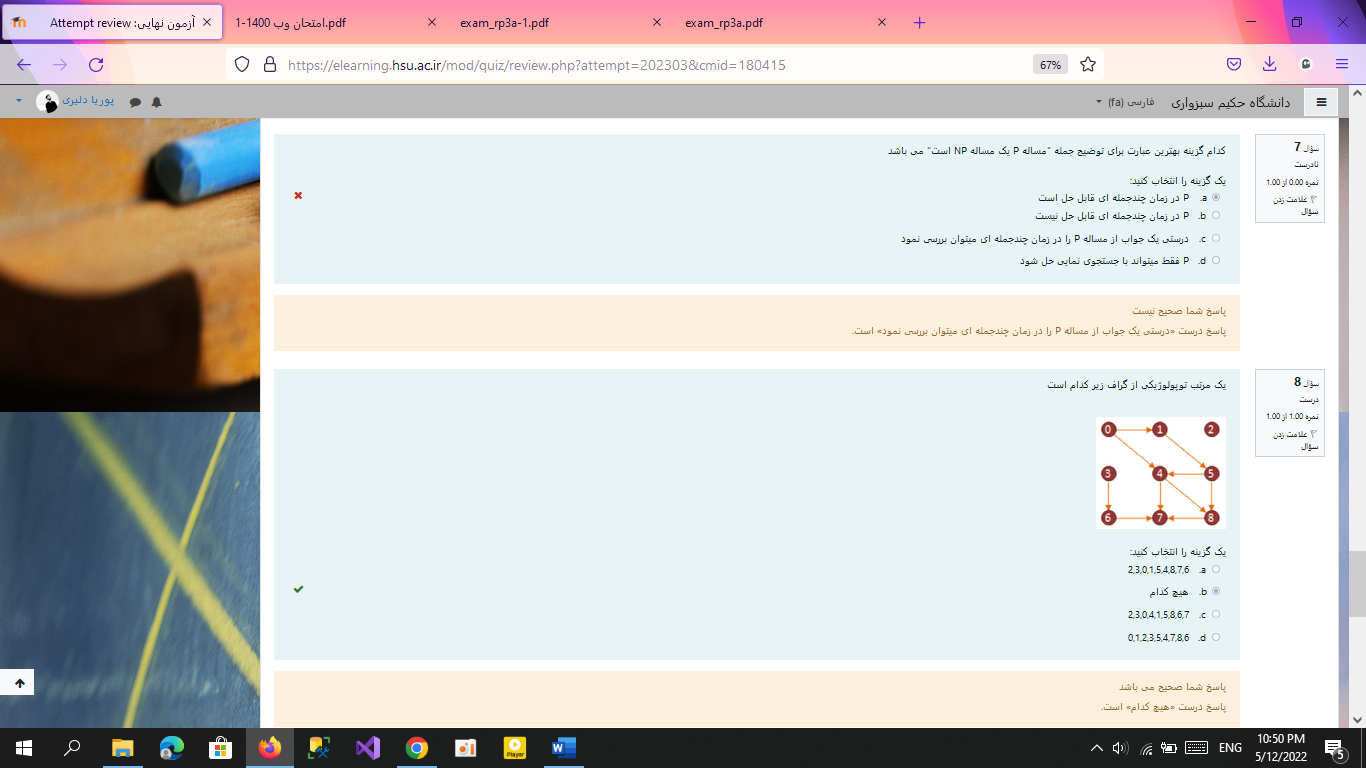 Attempt review :آزمون نهایی
امتحان وب 1400-1.pdf
exam_rp3a-1.pdf
exam_rp3a.pdf
https://elearning.hsu.ac.ir/mod/quiz/review.php?attempt=202303&cmid=180415
67%
دانشگاه حکیم سبزواری
فارسی ‎(fa)‎
پوریا دلیری
سؤال 7
نادرست
نمره 0.00 از 1.00
علامت زدن سؤال
کدام گزینه بهترین عبارت برای توضیح جمله "مساله P یک مساله NP است" می باشد
یک گزینه را انتخاب کنید:
a. P در زمان چندجمله ای قابل حل است
b. P در زمان چندجمله ای قابل حل نیست
c. درستی یک جواب از مساله P را در زمان چندجمله ای میتوان بررسی نمود
d. P فقط میتواند با جستجوی نمایی حل شود
پاسخ شما صحیح نیست
پاسخ درست «درستی یک جواب از مساله P را در زمان چندجمله ای میتوان بررسی نمود» است.
سؤال 8
درست
نمره 1.00 از 1.00
علامت زدن سؤال
یک مرتب توپولوژیکی از گراف زیر کدام است
0 1 2
3 4 5
6 7 8
یک گزینه را انتخاب کنید:
a. 2,3,0,1,5,4,8,7,6
b. هیچ کدام
c. 2,3,0,4,1,5,8,6,7
d. 0,1,2,3,5,4,7,8,6
پاسخ شما صحیح می باشد
پاسخ درست «هیچ کدام» است.
Player
ENG
10:50 PM
5/12/2022
5